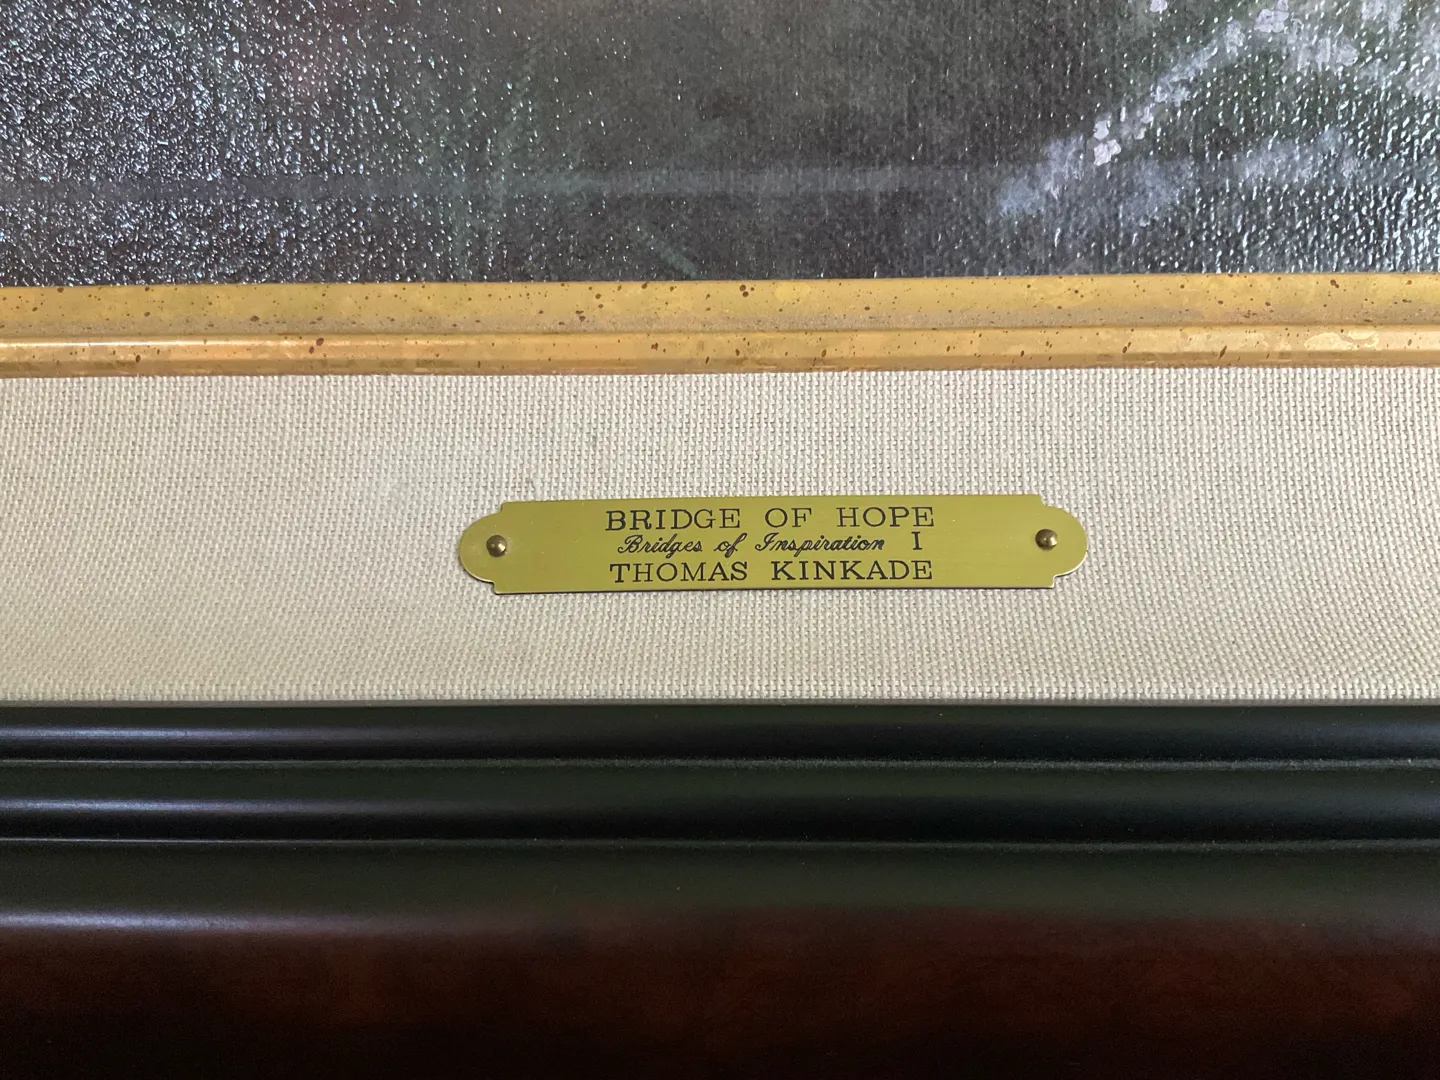 BRIDGE OF HOPE
Bridges of Inspiration I
THOMAS KINKADE